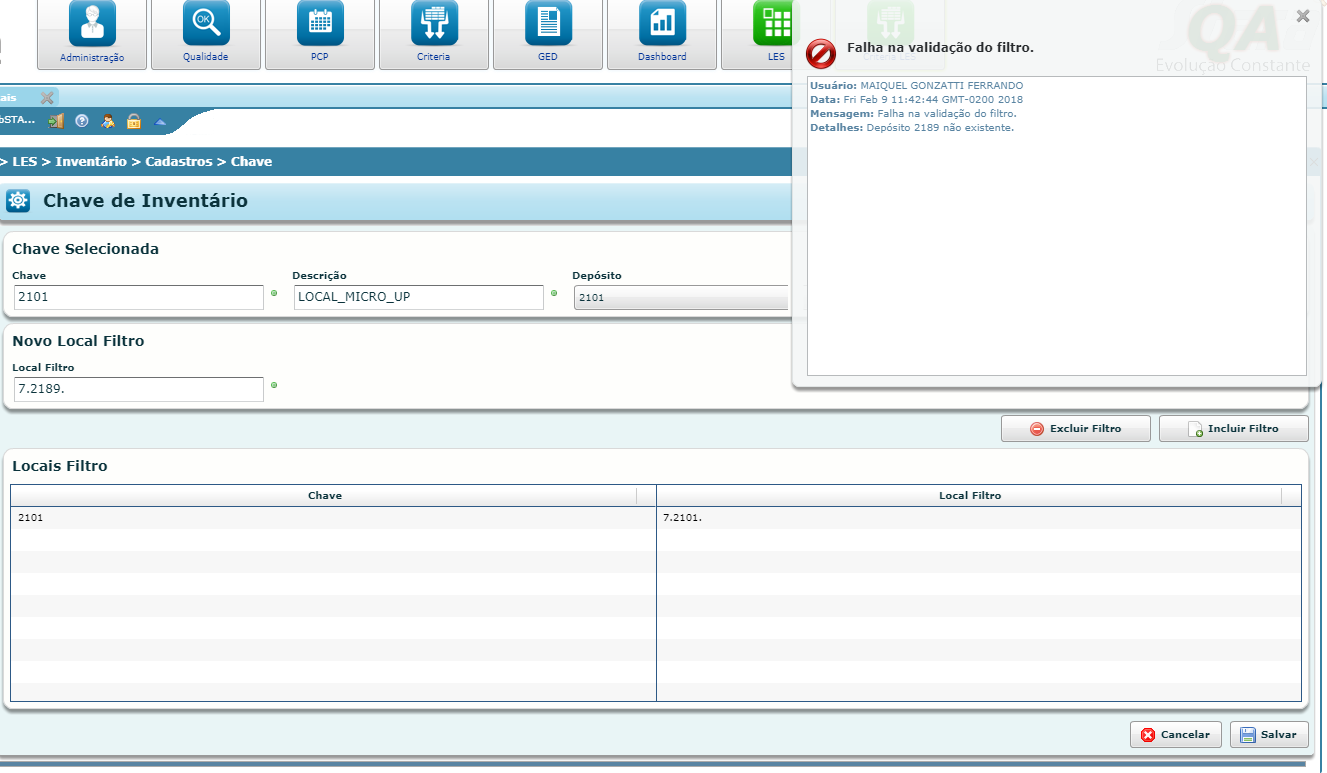 Administração
Qualidade
PCP
Criteria
GED
Dashboard
LES
Criteria LES
QA
Evolução Constante
Falha na validação do filtro.
Usuário: MAIQUEL GONZATTI FERRANDO
Data: Fri Feb 9 11:42:44 GMT-0200 2018
Mensagem: Falha na validação do filtro.
Detalhes: Depósito 2189 não existente.
ais
bSTA...
> LES > Inventário > Cadastros > Chave
Chave de Inventário
Chave Selecionada
Chave
Descrição
Depósito
2101
LOCAL_MICRO_UP
2101
Novo Local Filtro
Local Filtro
7.2189.
Excluir Filtro
Incluir Filtro
Locais Filtro
Chave
Local Filtro
2101
7.2101.
Cancelar
Salvar